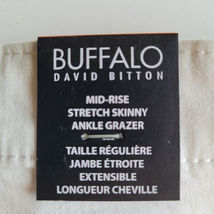 BUFFALO
DAVID BITTON
MID-RISE
STRETCH SKINNY
ANKLE GRAZER
TAILLE RÉGULIÈRE
JAMBE ÉTROITE
EXTENSIBLE
LONGUEUR CHEVILLE